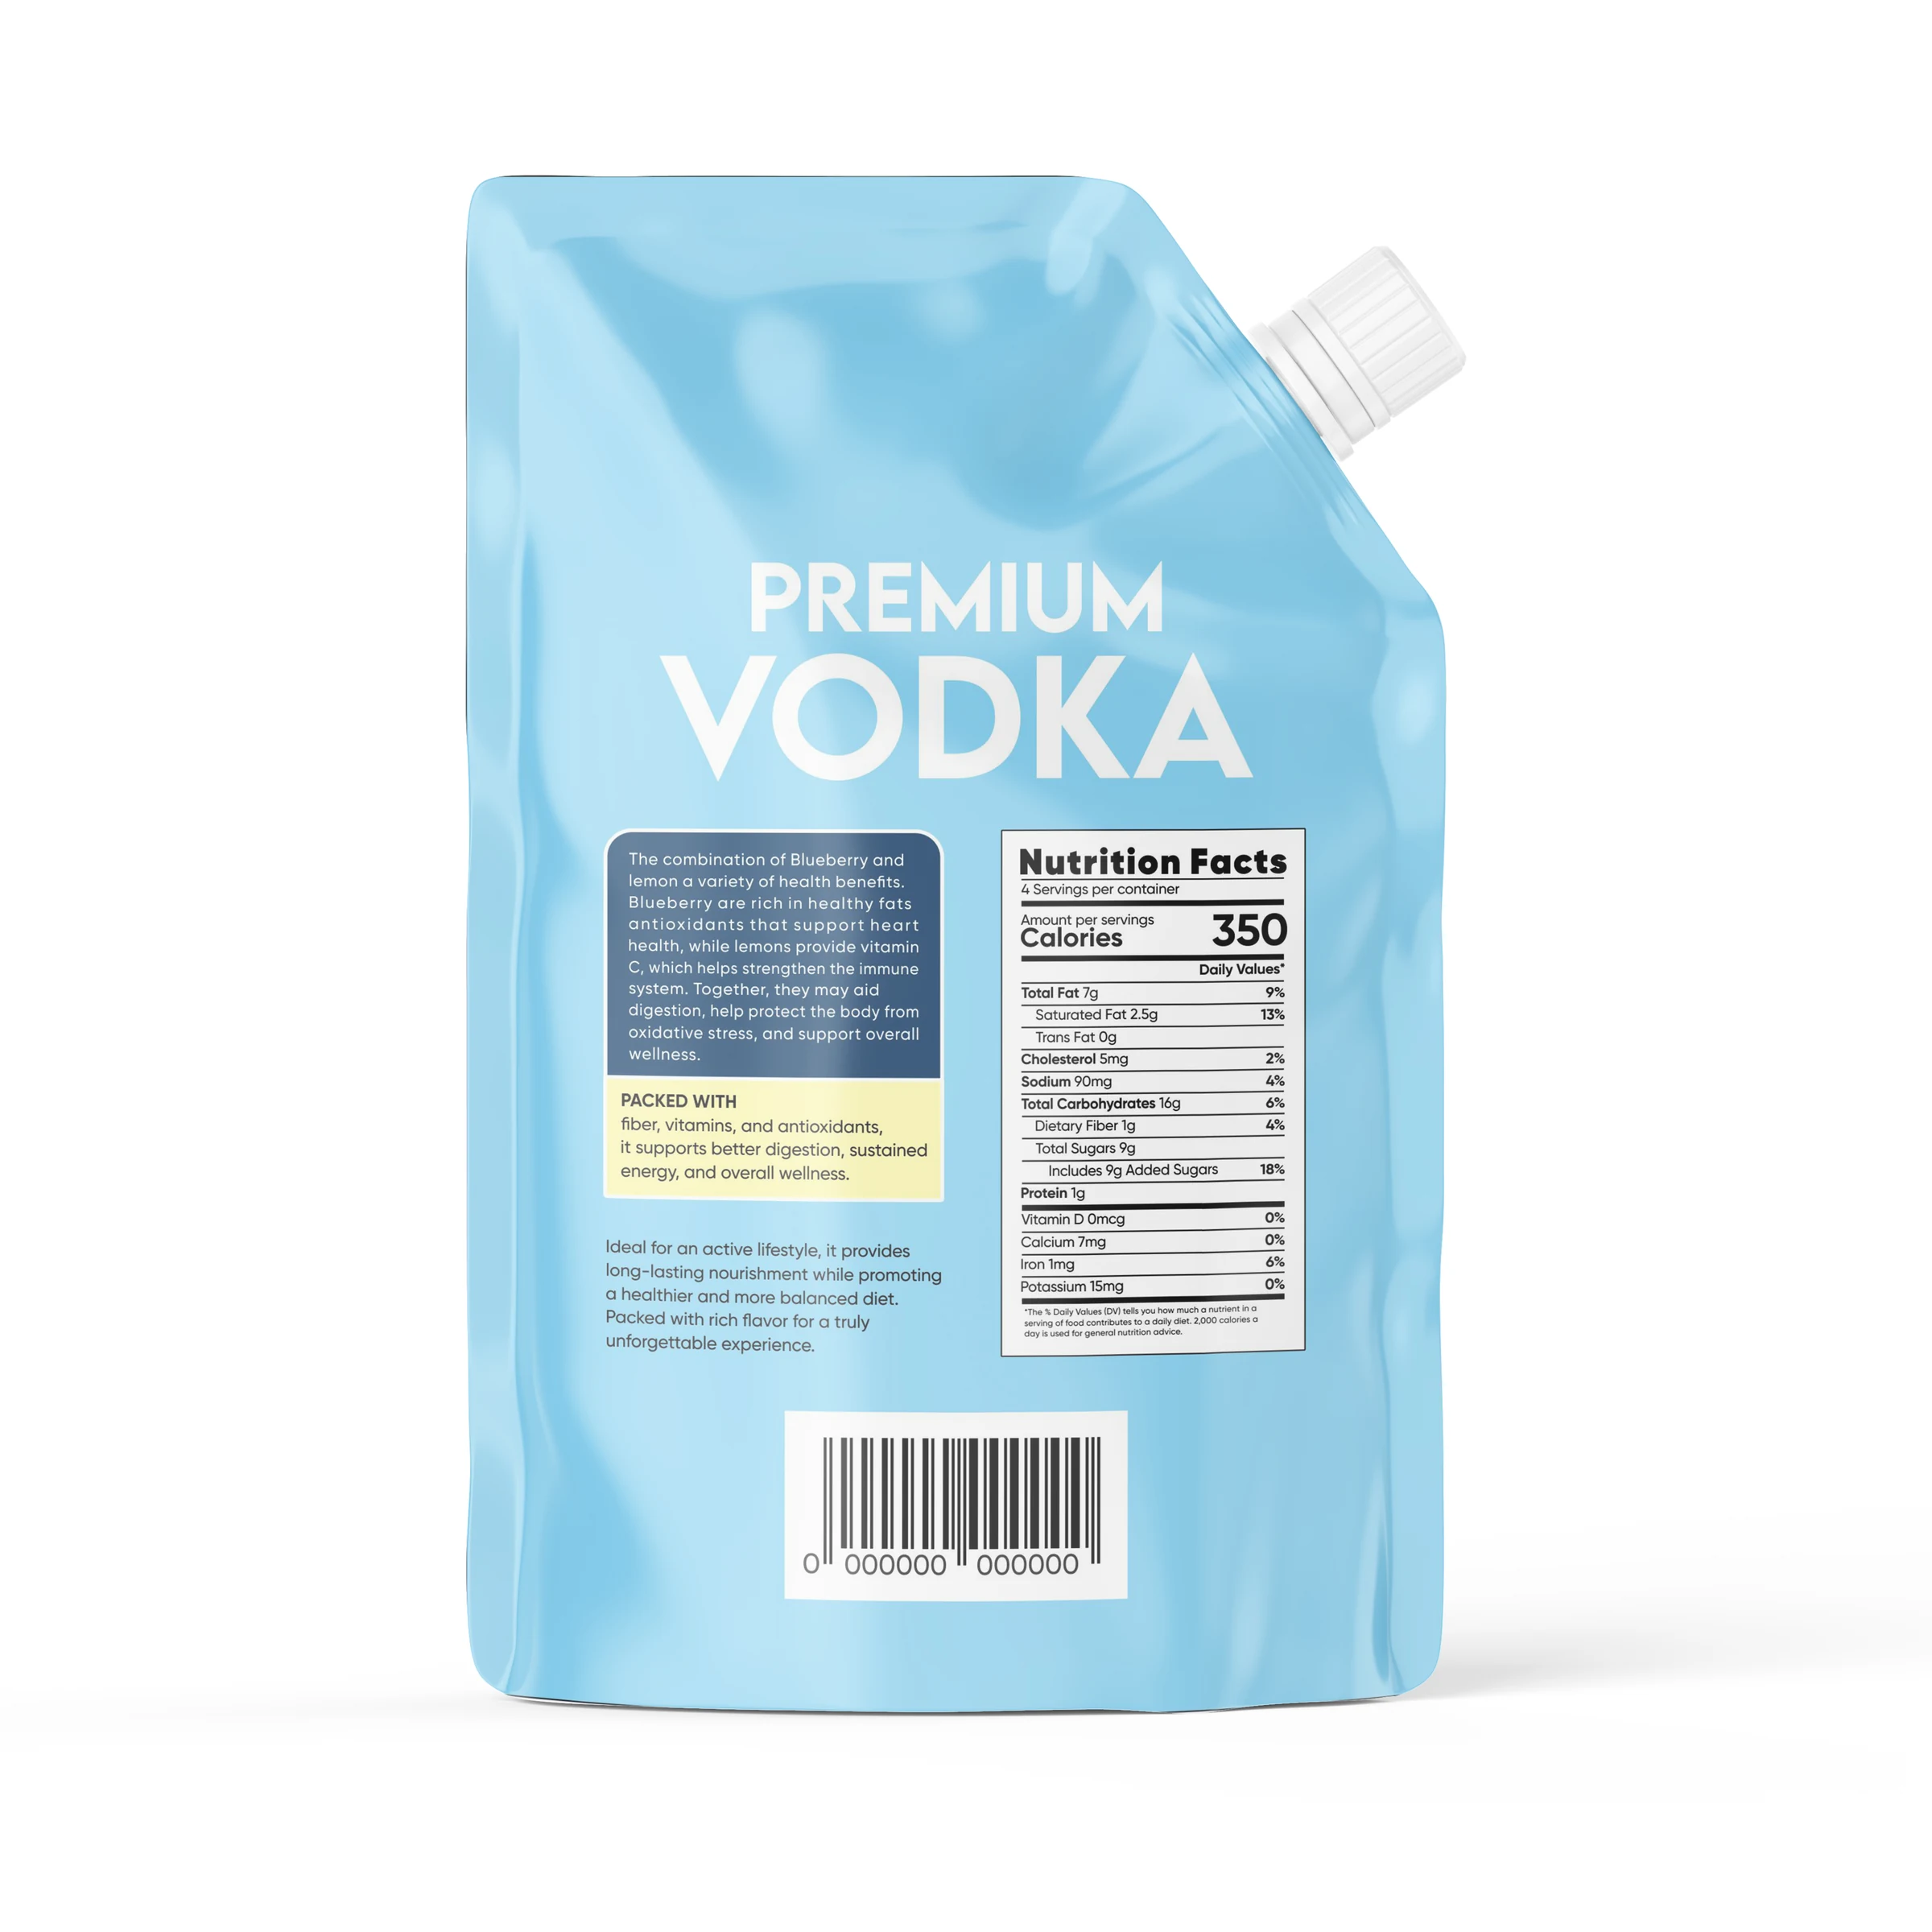 PREMIUM
VODKA
The combination of Blueberry and
lemon a variety of health benefits.
Blueberry are rich in healthy fats
antioxidants that support heart
health, while lemons provide vitamin
C, which helps strengthen the immune
system. Together, they may aid
digestion, help protect the body from
oxidative stress, and support overall
wellness.
PACKED WITH
fiber, vitamins, and antioxidants,
it supports better digestion, sustained
energy, and overall wellness.
Ideal for an active lifestyle, it provides
long-lasting nourishment while promoting
a healthier and more balanced diet.
Packed with rich flavor for a truly
unforgettable experience.
Nutrition Facts
4 Servings per container
Amount per servings
Calories 350
Daily Values*
Total Fat 7g 9%
Saturated Fat 2.5g 13%
Trans Fat 0g
Cholesterol 5mg 2%
Sodium 90mg 4%
Total Carbohydrates 16g 6%
Dietary Fiber 1g 4%
Total Sugars 9g
Includes 9g Added Sugars 18%
Protein 1g
Vitamin D 0mcg 0%
Calcium 7mg 0%
Iron 1mg 6%
Potassium 15mg 0%
*The % Daily Values (DV) tells you how much a nutrient in a
serving of food contributes to a daily diet. 2,000 calories a
day is used for general nutrition advice.
0 000000 000000